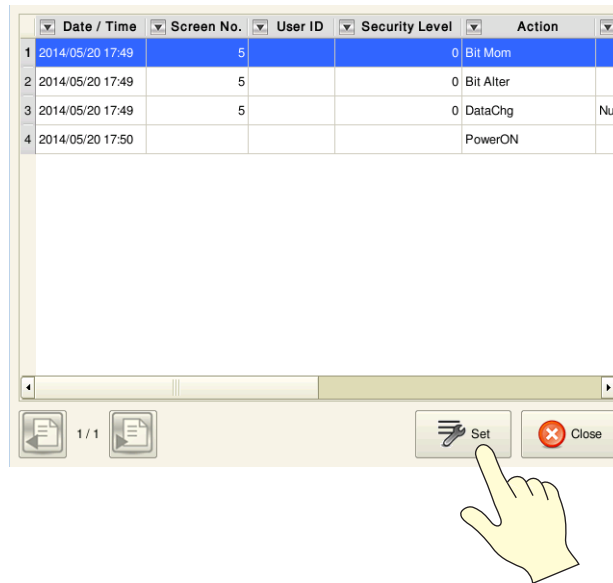 Date / Time Screen No. User ID Security Level Action
1 2014/05/20 17:49 5 0 Bit Mom
2 2014/05/20 17:49 5 0 Bit Alter
3 2014/05/20 17:49 5 0 DataChg Nu
4 2014/05/20 17:50 PowerON
1 / 1 Set Close